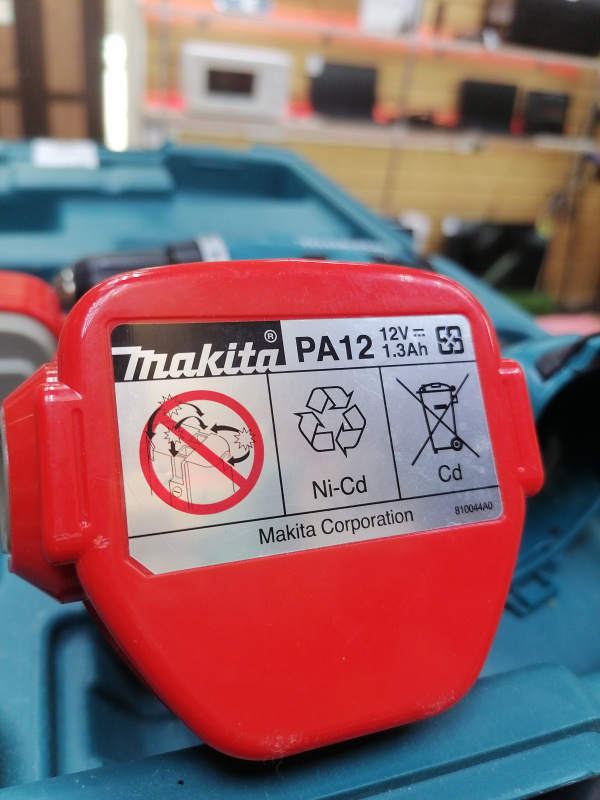 Makita® PA12 12V⎓ 1.3Ah
Ni-Cd
Cd
Makita Corporation
810044A0